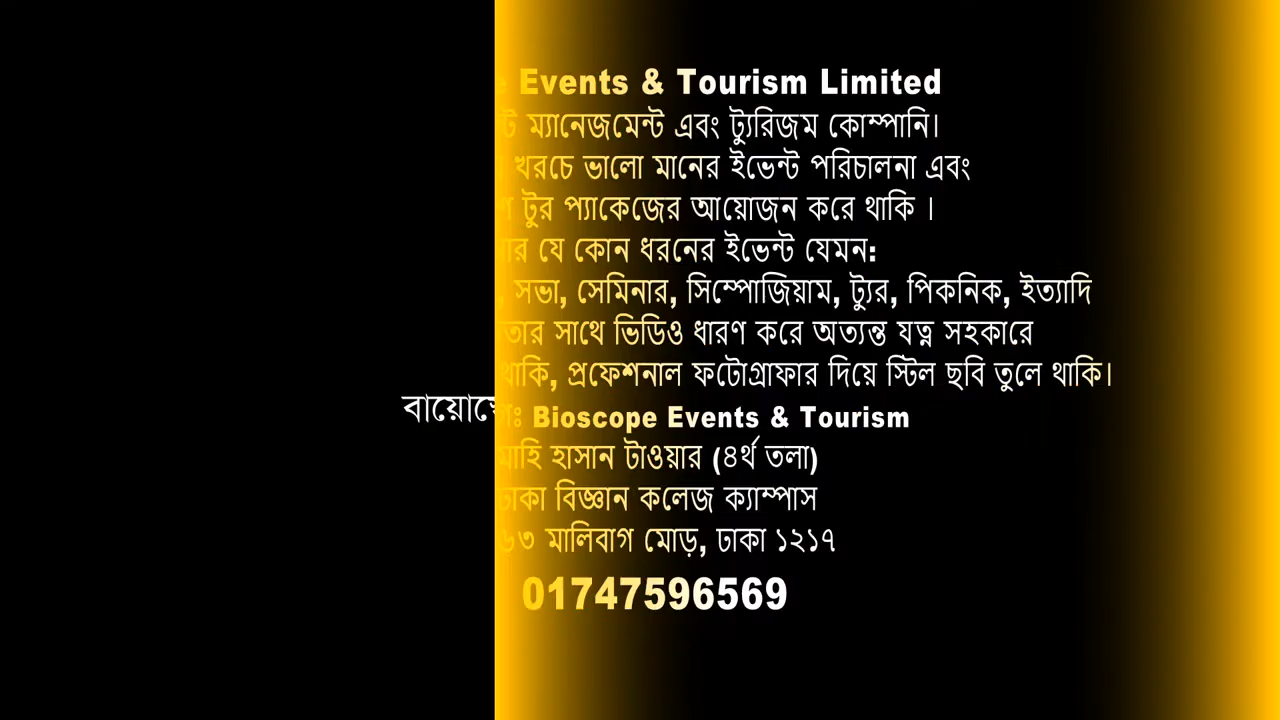 Events & Tourism Limited
ম্যানেজমেন্ট এবং ট্যুরিজম কোম্পানি।
খরচে ভালো মানের ইভেন্ট পরিচালনা এবং
টুর প্যাকেজের আয়োজন করে থাকি ।
যে কোন ধরনের ইভেন্ট যেমন:
সভা, সেমিনার, সিম্পোজিয়াম, ট্যুর, পিকনিক, ইত্যাদি
সাথে ভিডিও ধারণ করে অত্যন্ত যত্ন সহকারে
থাকি, প্রফেশনাল ফটোগ্রাফার দিয়ে স্টিল ছবি তুলে থাকি।
Bioscope Events & Tourism
মাহি হাসান টাওয়ার (৪র্থ তলা)
ঢাকা বিজ্ঞান কলেজ ক্যাম্পাস
মালিবাগ মোড়, ঢাকা ১২১৭
01747596569